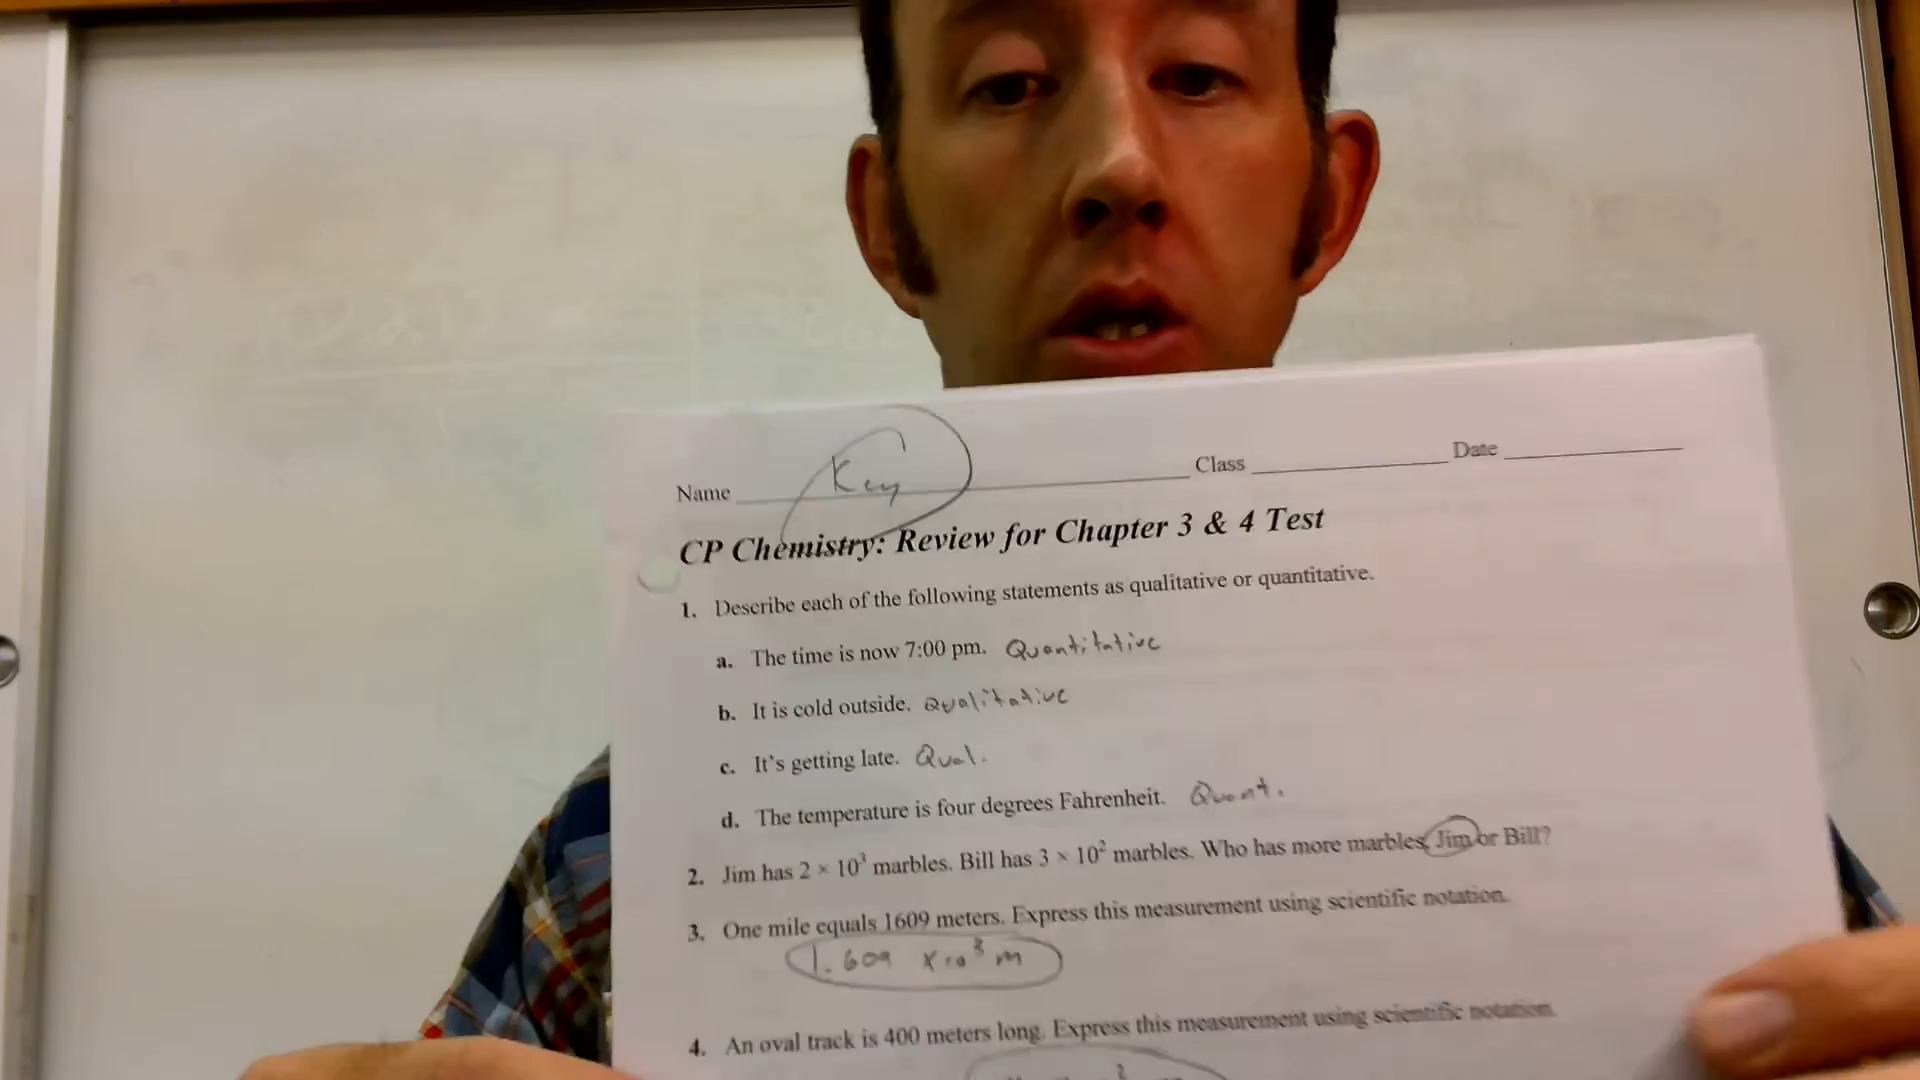 Name Key Class Date
CP Chemistry: Review for Chapter 3 & 4 Test
1. Describe each of the following statements as qualitative or quantitative.
a. The time is now 7:00 pm. Quantitative
b. It is cold outside. Qualitative
c. It's getting late. Qual.
d. The temperature is four degrees Fahrenheit. Quant.
2. Jim has 2 × 10³ marbles. Bill has 3 × 10² marbles. Who has more marbles, Jim or Bill?
3. One mile equals 1609 meters. Express this measurement using scientific notation.
1.609 x10³ m
4. An oval track is 400 meters long. Express this measurement using scientific notation.